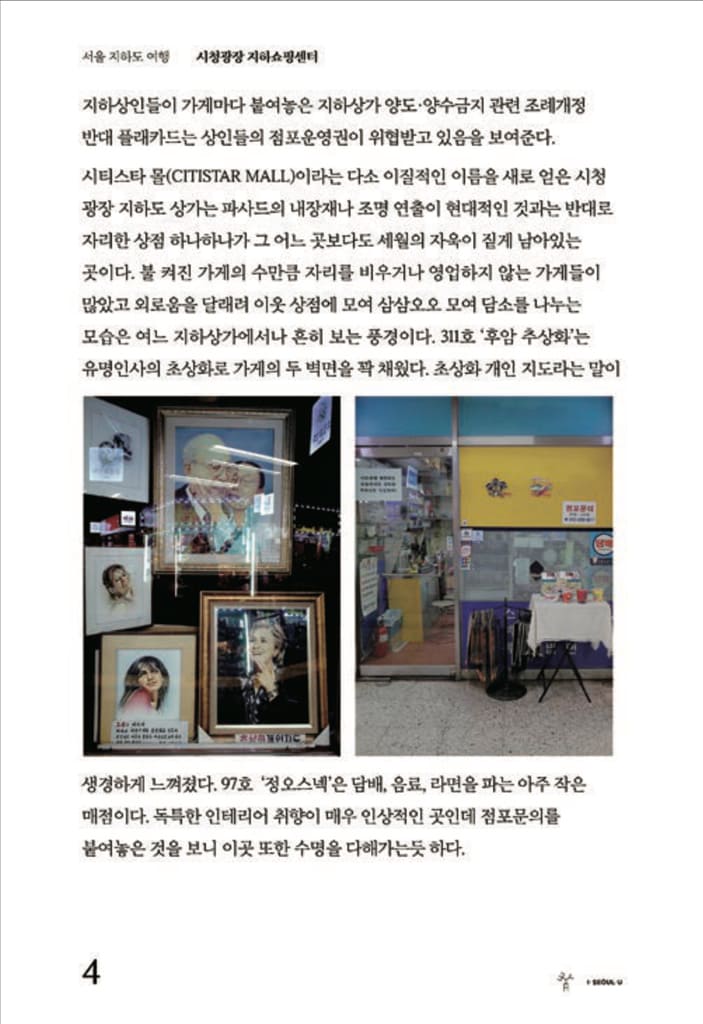 서울 지하도 여행 시청광장 지하쇼핑센터
지하상인들이 가게마다 붙여놓은 지하상가 양도·양수금지 관련 조례개정
반대 플래카드는 상인들의 점포운영권이 위협받고 있음을 보여준다.
시티스타 몰(CITISTAR MALL)이라는 다소 이질적인 이름을 새로 얻은 시청
광장 지하도 상가는 파사드의 내장재나 조명 연출이 현대적인 것과는 반대로
자리한 상점 하나하나가 그 어느 곳보다도 세월의 자욱이 짙게 남아있는
곳이다. 불 켜진 가게의 수만큼 자리를 비우거나 영업하지 않는 가게들이
많았고 외로움을 달래려 이웃 상점에 모여 삼삼오오 모여 담소를 나누는
모습은 여느 지하상가에서나 흔히 보는 풍경이다. 311호 ‘후암 추상화’는
유명인사의 초상화로 가게의 두 벽면을 꽉 채웠다. 초상화 개인 지도라는 말이
점포문의
담배
초상화개인지도
생경하게 느껴졌다. 97호 ‘정오스넥’은 담배, 음료, 라면을 파는 아주 작은
매점이다. 독특한 인테리어 취향이 매우 인상적인 곳인데 점포문의를
붙여놓은 것을 보니 이곳 또한 수명을 다해가는듯 하다.
4
I·SEOUL·U